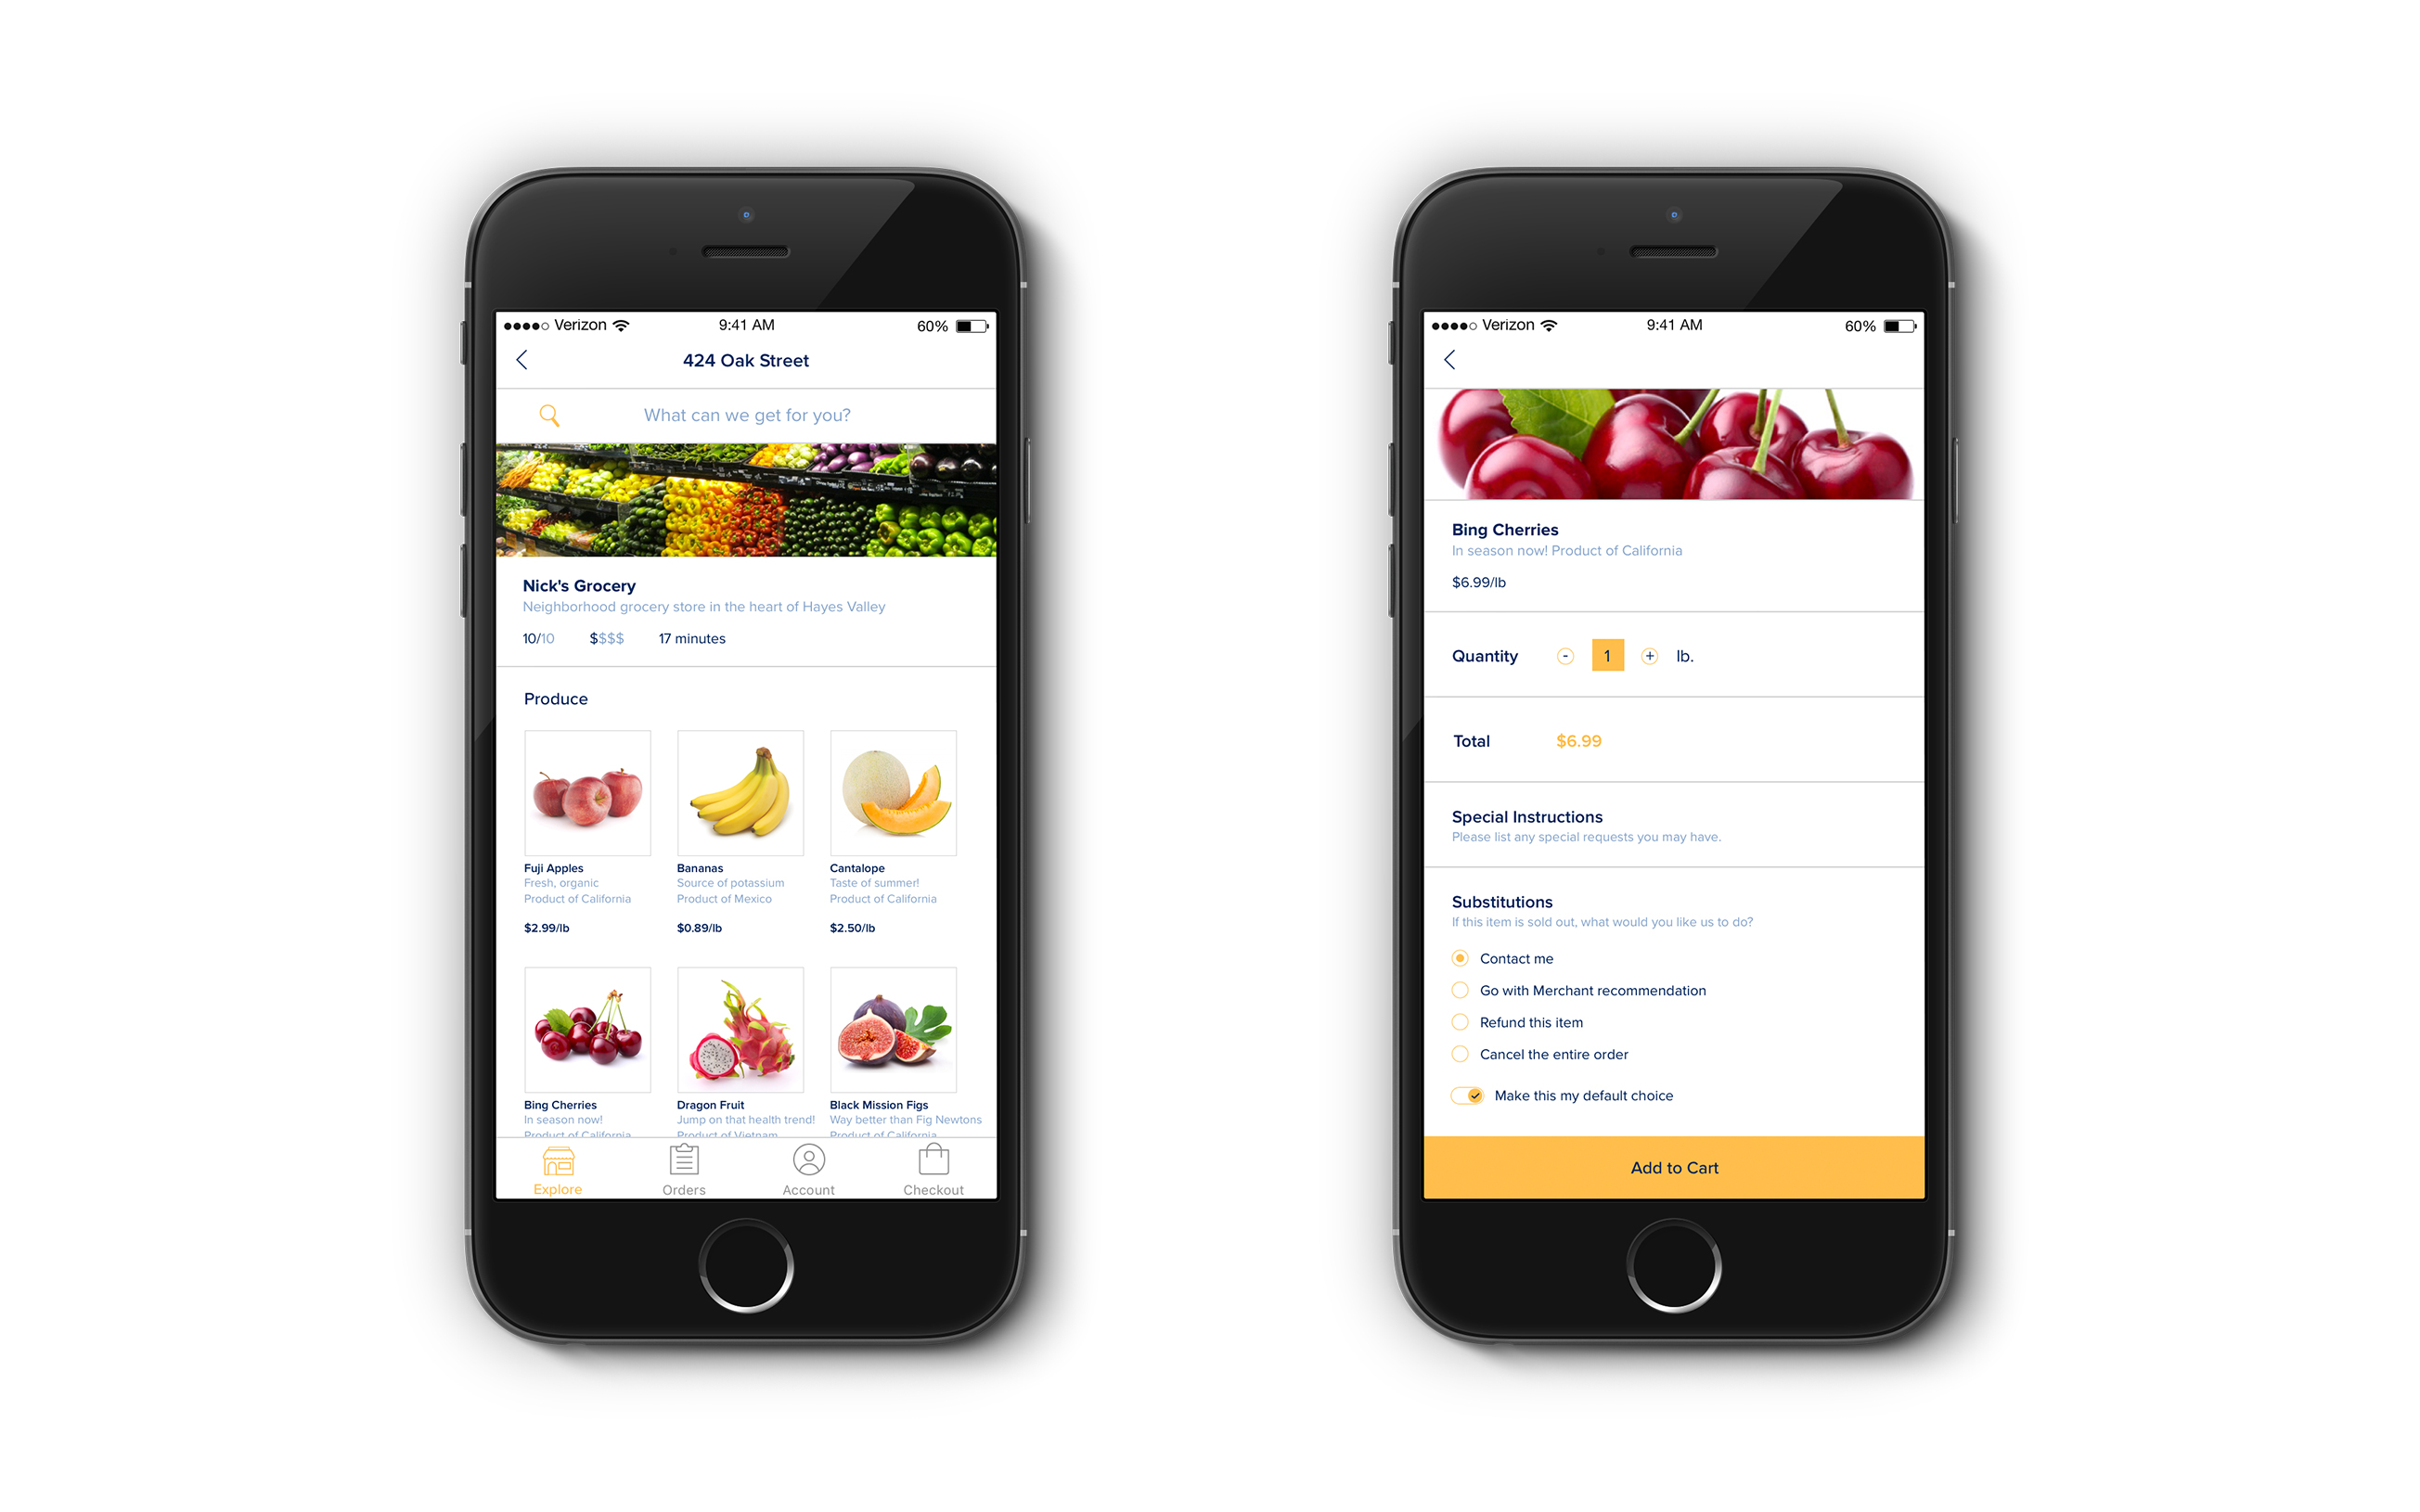 Verizon 9:41 AM 60%
424 Oak Street
What can we get for you?
Nick's Grocery
Neighborhood grocery store in the heart of Hayes Valley
10/10 $$$$ 17 minutes
Produce
Fuji Apples
Fresh, organic
Product of California
$2.99/lb
Bananas
Source of potassium
Product of Mexico
$0.89/lb
Cantalope
Taste of summer!
Product of California
$2.50/lb
Bing Cherries
In season now!
Product of California
Dragon Fruit
Jump on that health trend!
Product of Vietnam
Black Mission Figs
Way better than Fig Newtons
Product of California
Explore Orders Account Checkout
Verizon 9:41 AM 60%
Bing Cherries
In season now! Product of California
$6.99/lb
Quantity - 1 + lb.
Total $6.99
Special Instructions
Please list any special requests you may have.
Substitutions
If this item is sold out, what would you like us to do?
Contact me
Go with Merchant recommendation
Refund this item
Cancel the entire order
Make this my default choice
Add to Cart